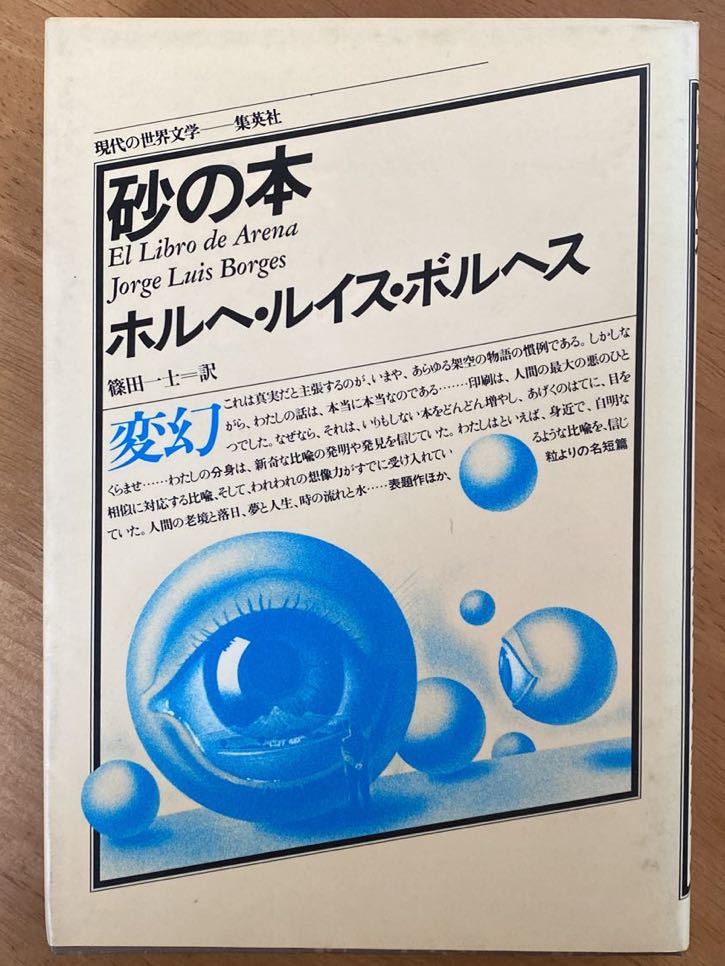 現代の世界文学──集英社
砂の本
El Libro de Arena
Jorge Luis Borges
ホルヘ・ルイス・ボルヘス
篠田一士＝訳
変幻
これは真実だと主張するのが、いまや、あらゆる架空の物語の慣例である。しかしな
がら、わたしの話は、本当に本当なのである………印刷は、人間の最大の悪のひと
つでした。なぜなら、それは、いりもしない本をどんどん増やし、あげくのはてに、目を
くらませ……わたしの分身は、新奇な比喩の発明や発見を信じていた。わたしはといえば、身近で、自明な
相似に対応する比喩、そして、われわれの想像力がすでに受け入れているような比喩を、信じ
ていた。人間の老境と落日、夢と人生、時の流れと水……表題作ほか、粒よりの名短篇